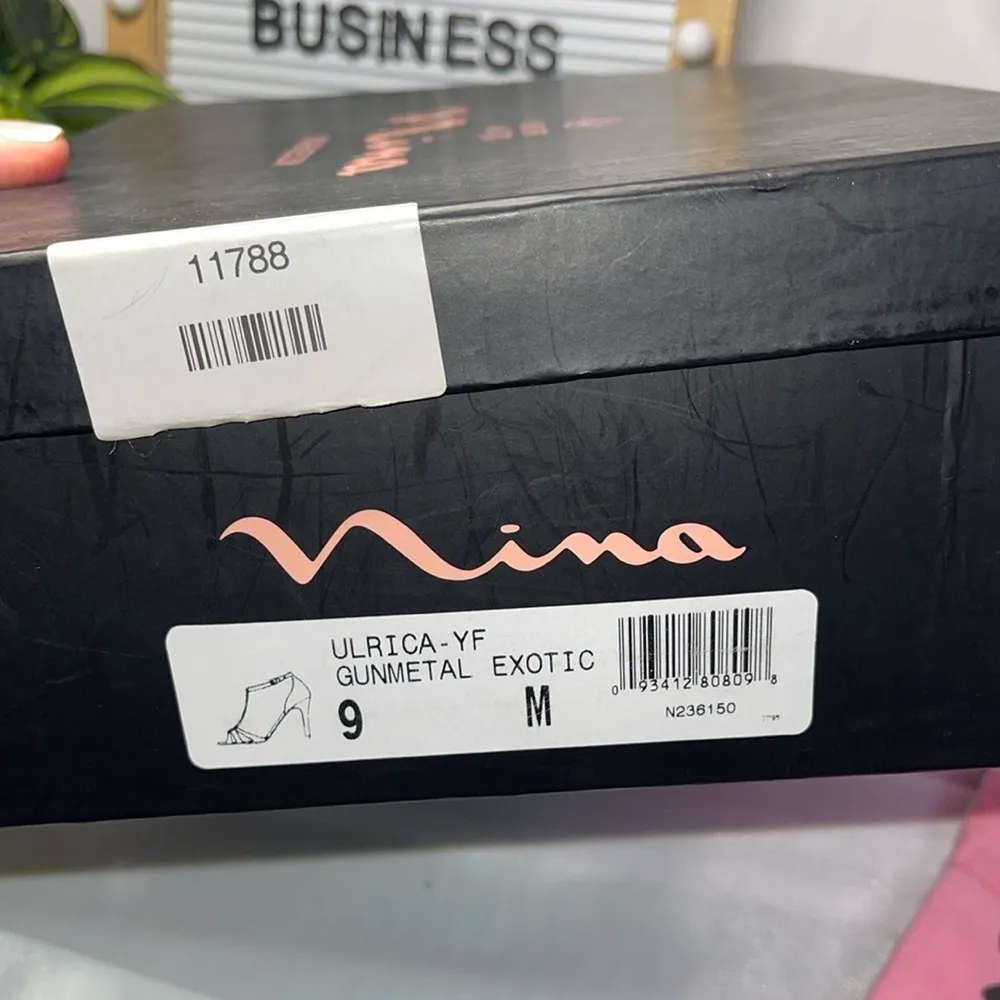 BUSINESS
11788
nina
ULRICA-YF
GUNMETAL EXOTIC
9 M
0 93412 80809 8
N236150